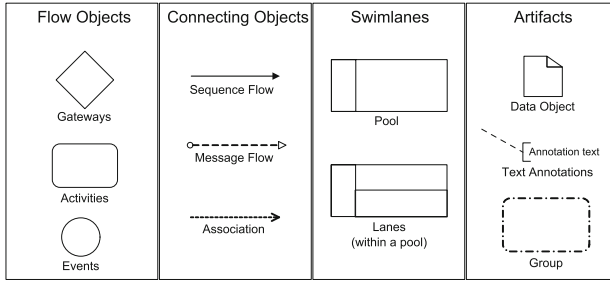 Flow Objects
Gateways
Activities
Events
Connecting Objects
Sequence Flow
Message Flow
Association
Swimlanes
Pool
Lanes
(within a pool)
Artifacts
Data Object
Annotation text
Text Annotations
Group